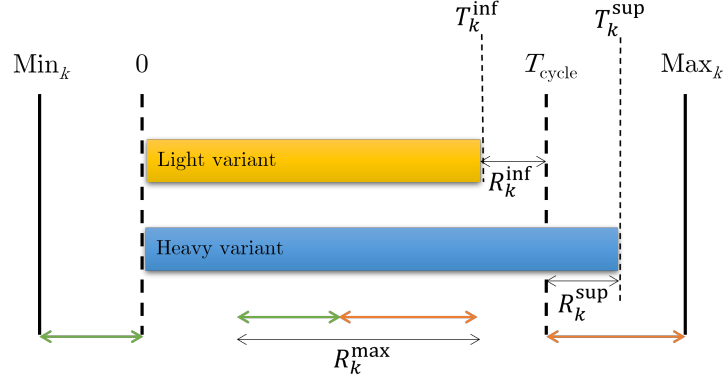 T_k^inf
T_k^sup
Min_k
0
T_cycle
Max_k
Light variant
R_k^inf
Heavy variant
R_k^sup
R_k^max